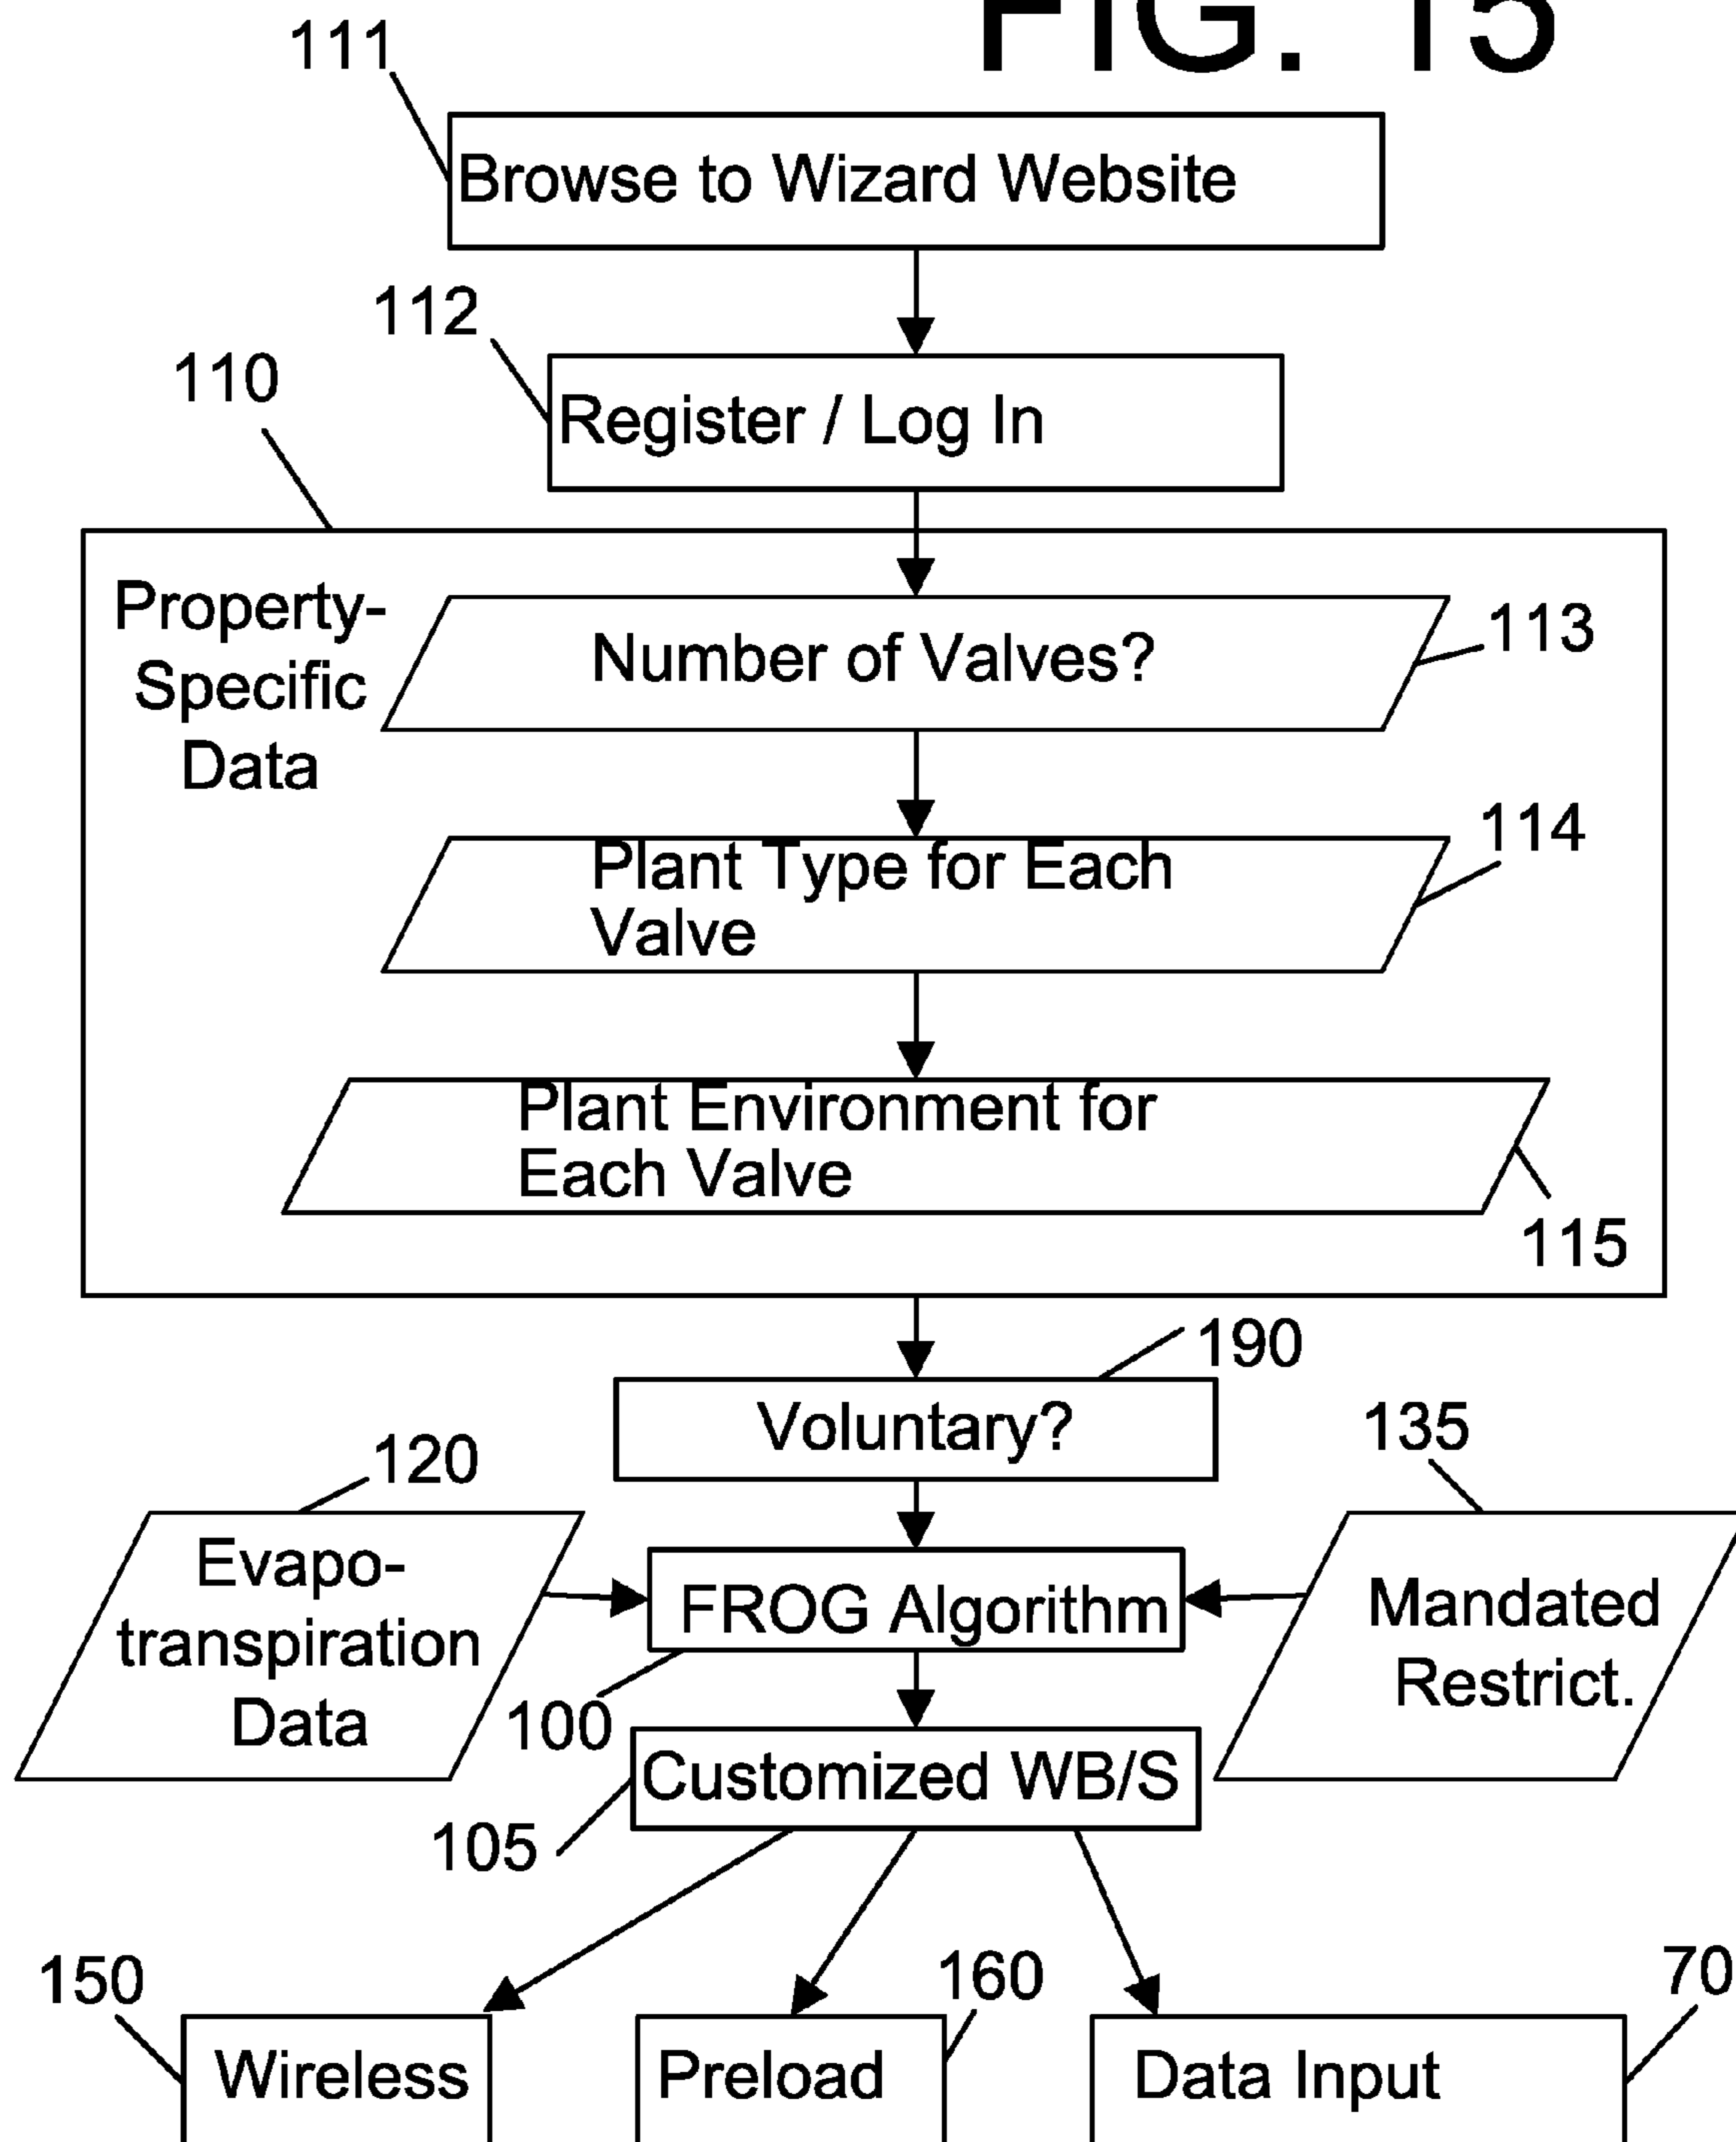 FIG. 15
111
Browse to Wizard Website
112
Register / Log In
110
Property-
Specific
Data
Number of Valves?
113
Plant Type for Each
Valve
114
Plant Environment for
Each Valve
115
190
Voluntary?
120
Evapo-
transpiration
Data
135
Mandated
Restrict.
FROG Algorithm
100
Customized WB/S
105
150
Wireless
160
Preload
70
Data Input